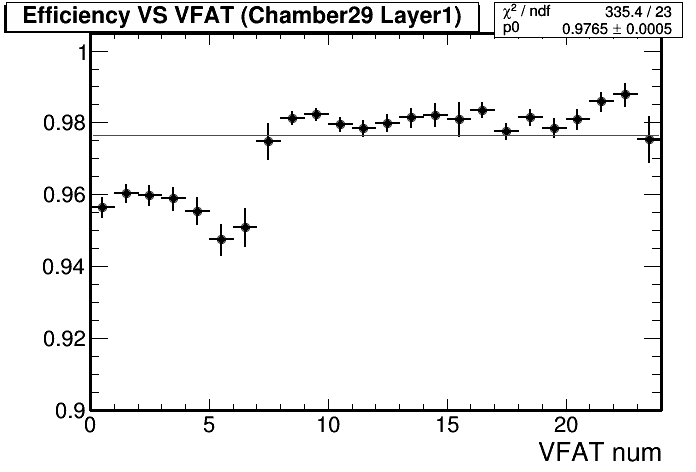 Efficiency VS VFAT (Chamber29 Layer1)
χ² / ndf 335.4 / 23
p0 0.9765 ± 0.0005
1
0.98
0.96
0.94
0.92
0.9
0 5 10 15 20
VFAT num